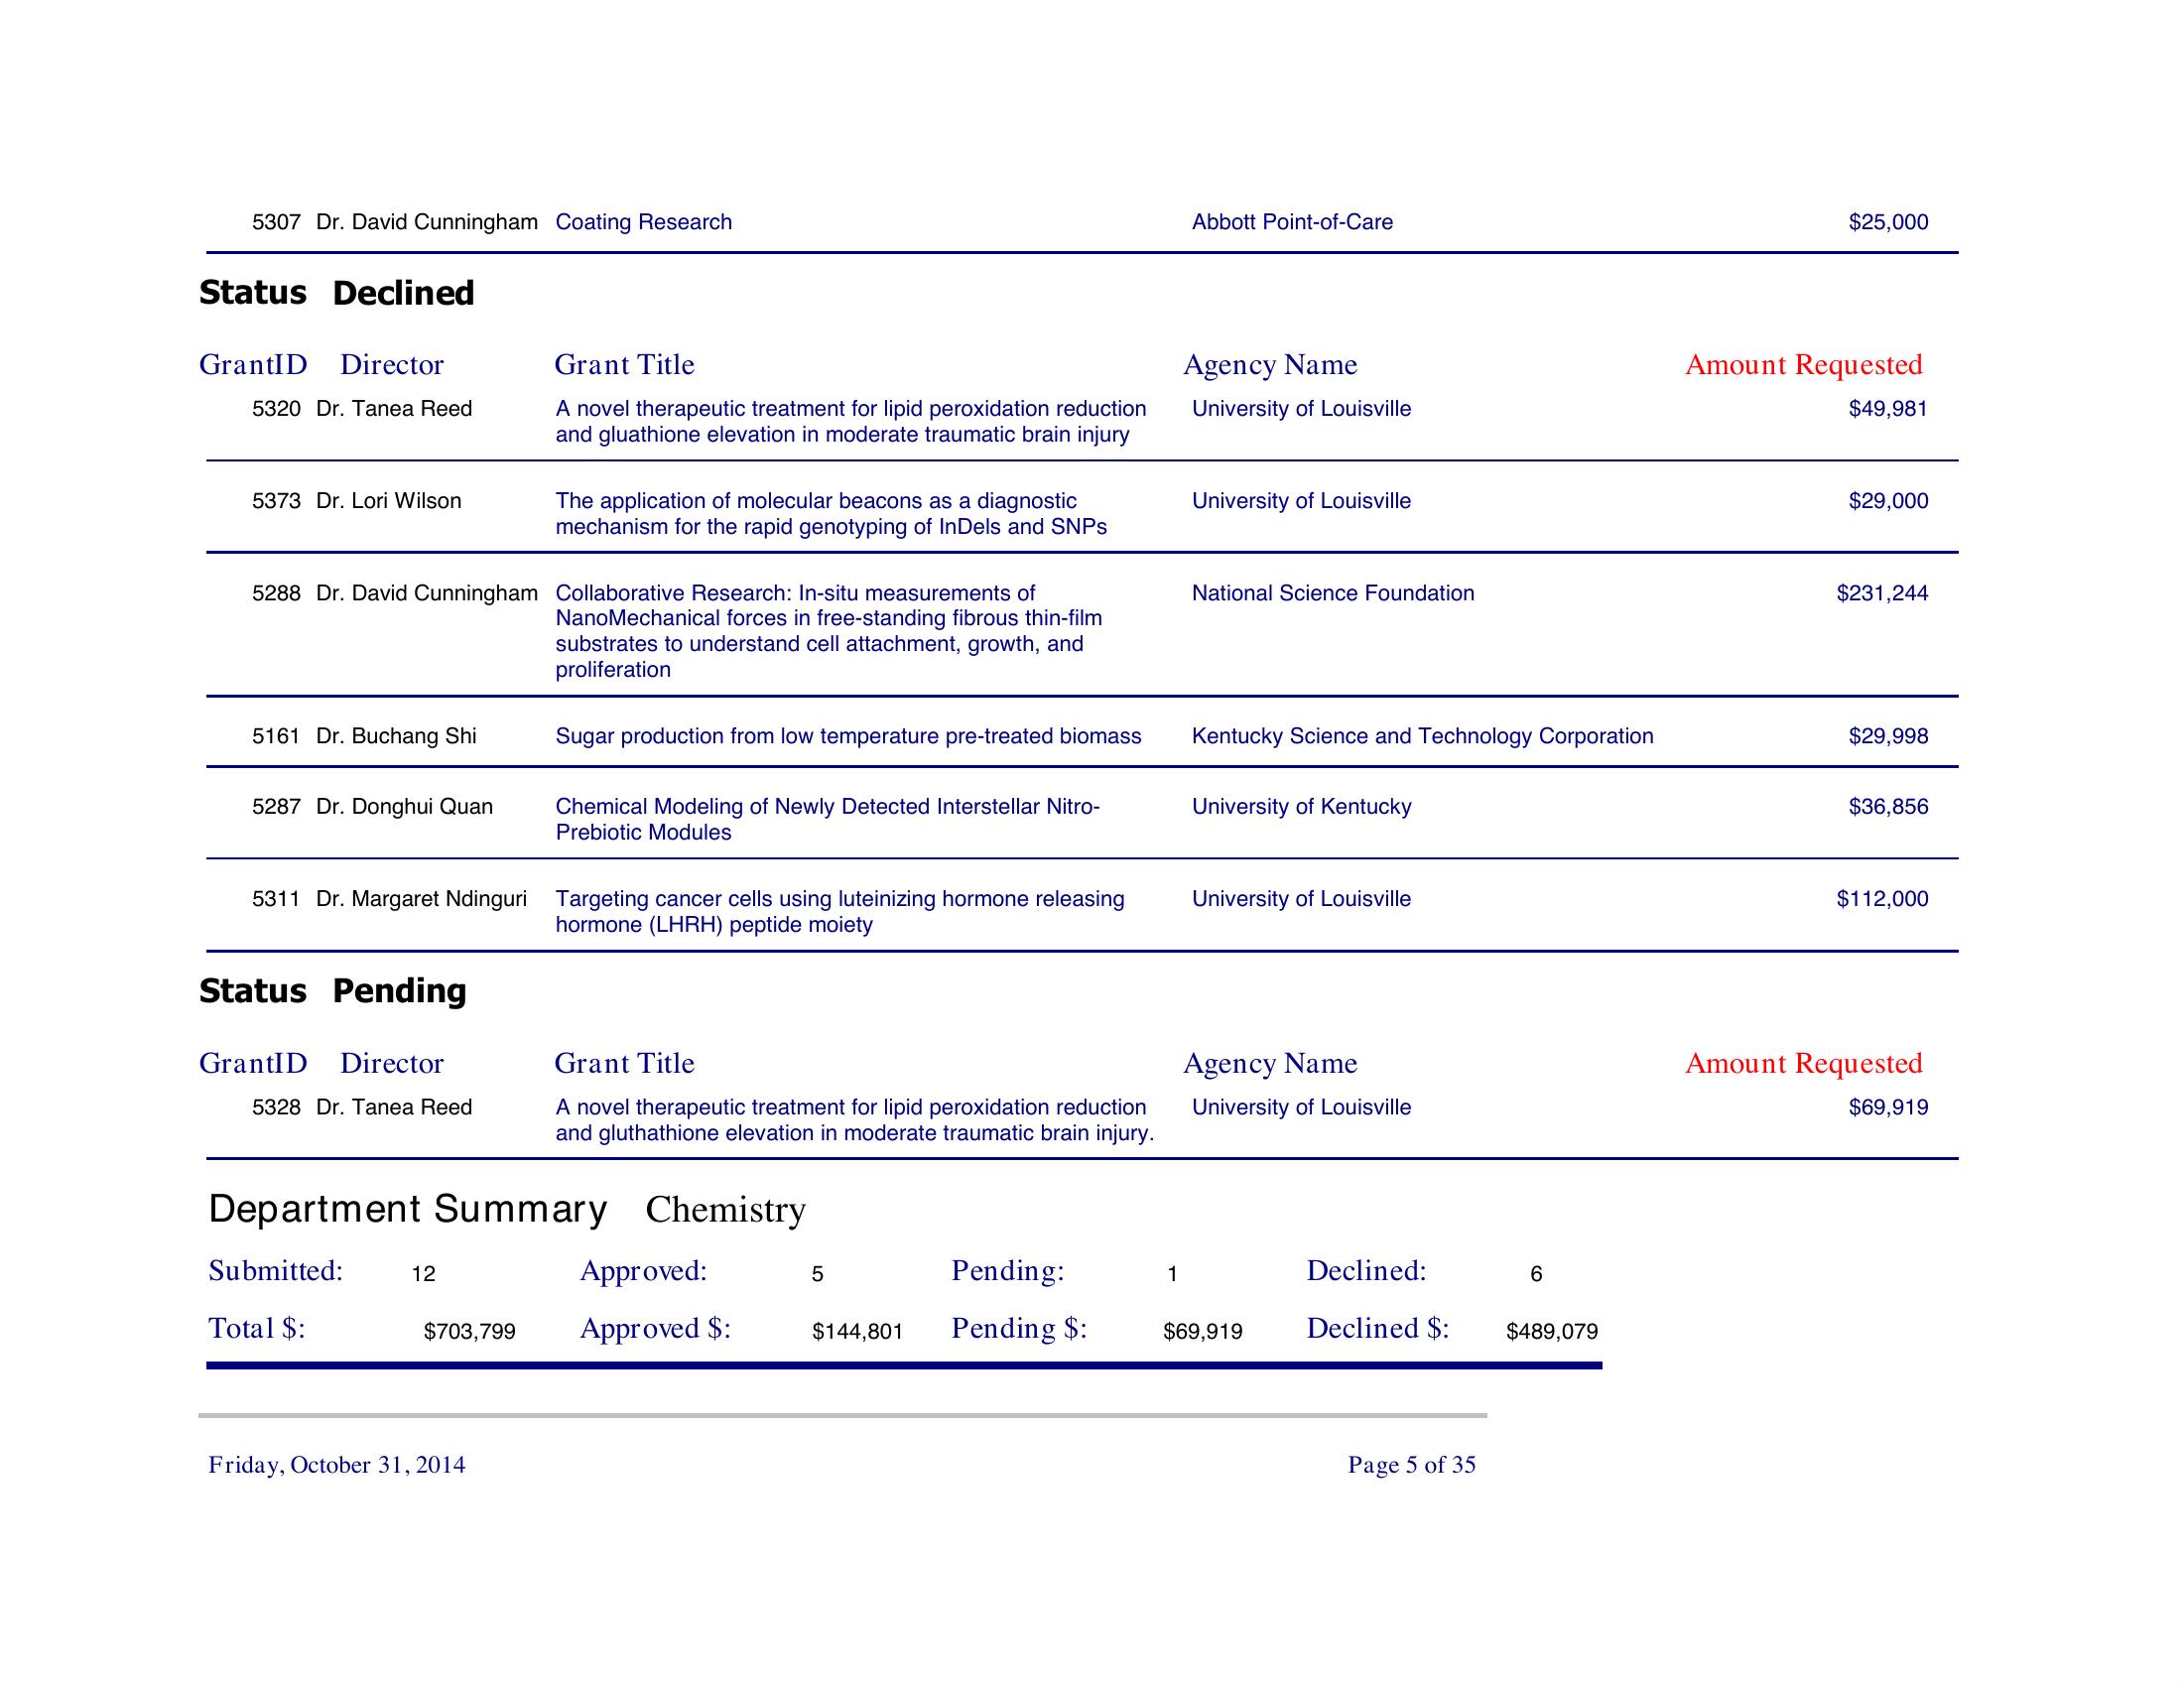 5307 Dr. David Cunningham Coating Research Abbott Point-of-Care $25,000
Status Declined
GrantID Director Grant Title Agency Name Amount Requested
5320 Dr. Tanea Reed A novel therapeutic treatment for lipid peroxidation reduction University of Louisville $49,981
and gluathione elevation in moderate traumatic brain injury
5373 Dr. Lori Wilson The application of molecular beacons as a diagnostic University of Louisville $29,000
mechanism for the rapid genotyping of InDels and SNPs
5288 Dr. David Cunningham Collaborative Research: In-situ measurements of National Science Foundation $231,244
NanoMechanical forces in free-standing fibrous thin-film
substrates to understand cell attachment, growth, and
proliferation
5161 Dr. Buchang Shi Sugar production from low temperature pre-treated biomass Kentucky Science and Technology Corporation $29,998
5287 Dr. Donghui Quan Chemical Modeling of Newly Detected Interstellar Nitro- University of Kentucky $36,856
Prebiotic Modules
5311 Dr. Margaret Ndinguri Targeting cancer cells using luteinizing hormone releasing University of Louisville $112,000
hormone (LHRH) peptide moiety
Status Pending
GrantID Director Grant Title Agency Name Amount Requested
5328 Dr. Tanea Reed A novel therapeutic treatment for lipid peroxidation reduction University of Louisville $69,919
and gluthathione elevation in moderate traumatic brain injury.
Department Summary Chemistry
Submitted: 12 Approved: 5 Pending: 1 Declined: 6
Total $: $703,799 Approved $: $144,801 Pending $: $69,919 Declined $: $489,079
Friday, October 31, 2014 Page 5 of 35